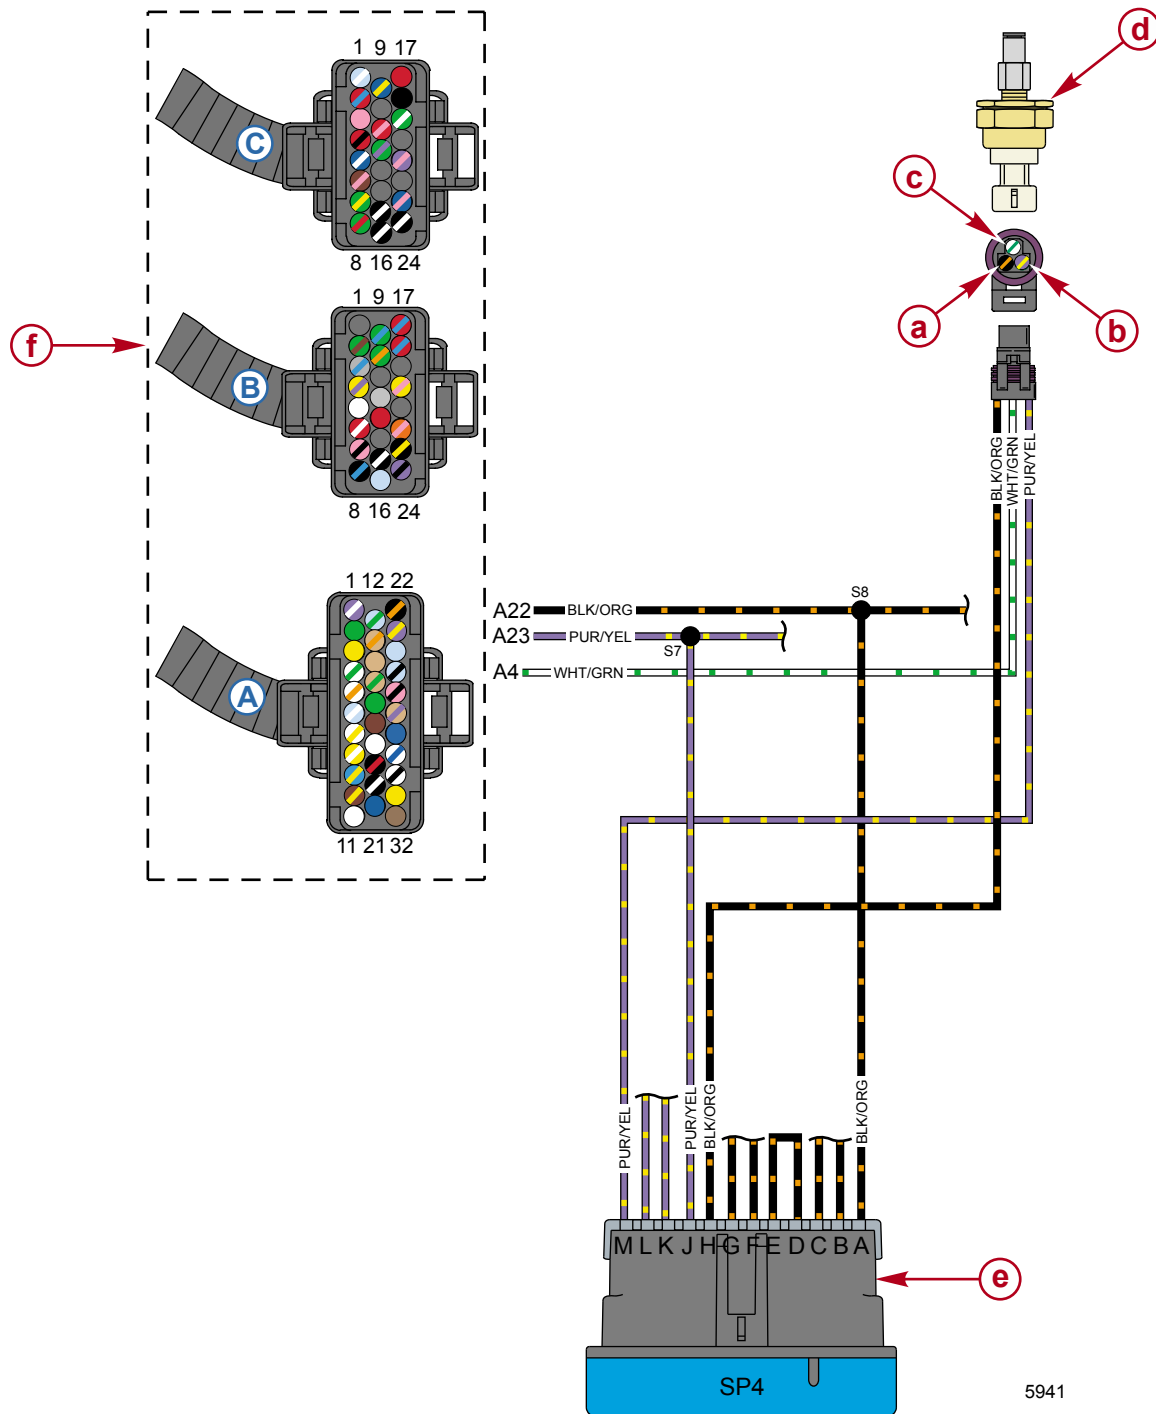 d
1 9 17
C
c
8 16 24
1 9 17
a
b
f
B
BLK/ORG
WHT/GRN
PUR/YEL
8 16 24
1 12 22
A22
BLK/ORG
S8
A23
PUR/YEL
S7
A4
WHT/GRN
A
11 21 32
PUR/YEL
PUR/YEL
BLK/ORG
BLK/ORG
M L K J H G F E D C B A
e
SP4
5941